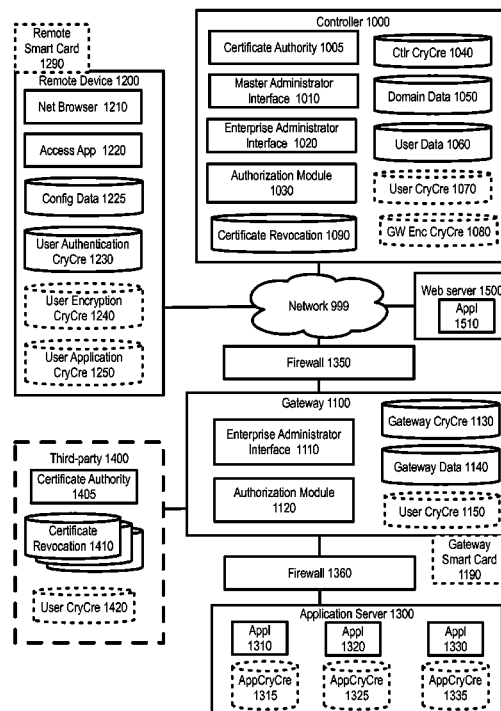 Remote
Smart Card
1290
Remote Device 1200
Net Browser 1210
Access App 1220
Config Data 1225
User Authentication
CryCre 1230
User Encryption
CryCre 1240
User Application
CryCre 1250
Controller 1000
Certificate Authority 1005
Master Administrator
Interface 1010
Enterprise Administrator
Interface 1020
Authorization Module
1030
Certificate Revocation 1090
Ctlr CryCre 1040
Domain Data 1050
User Data 1060
User CryCre 1070
GW Enc CryCre 1080
Network 999
Web server 1500
Appl
1510
Firewall 1350
Gateway 1100
Enterprise Administrator
Interface 1110
Authorization Module
1120
Gateway CryCre 1130
Gateway Data 1140
User CryCre 1150
Gateway
Smart Card
1190
Third-party 1400
Certificate Authority
1405
Certificate
Revocation 1410
User CryCre 1420
Firewall 1360
Application Server 1300
Appl
1310
Appl
1320
Appl
1330
AppCryCre
1315
AppCryCre
1325
AppCryCre
1335